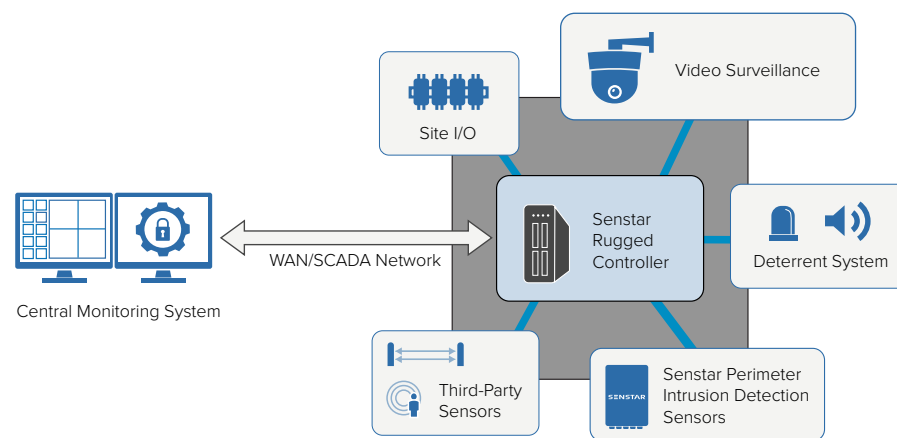 Video Surveillance
Site I/O
Senstar
Rugged
Controller
WAN/SCADA Network
Deterrent System
Central Monitoring System
Third-Party
Sensors
SENSTAR
Senstar Perimeter
Intrusion Detection
Sensors